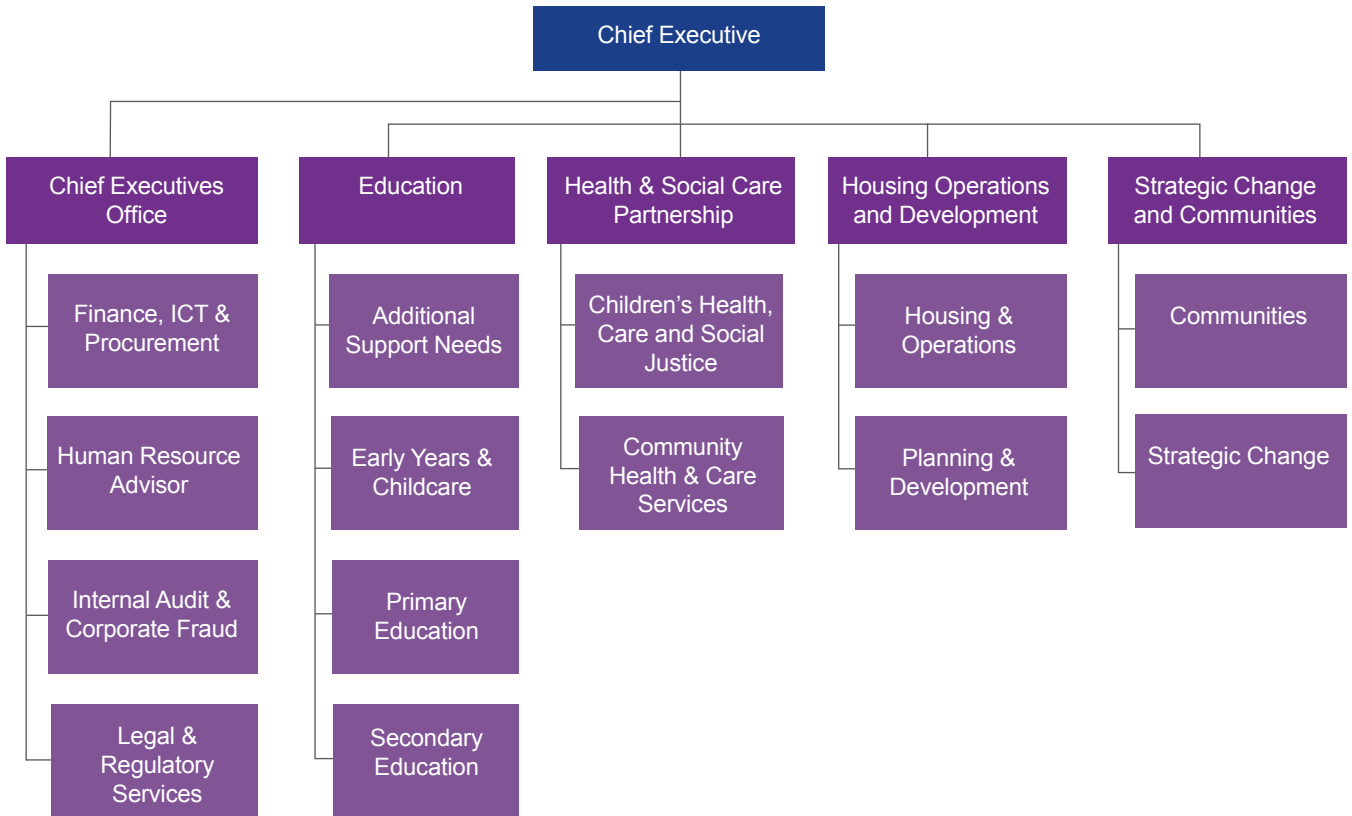 Chief Executive
Chief Executives
Office
Education
Health & Social Care
Partnership
Housing Operations
and Development
Strategic Change
and Communities
Finance, ICT &
Procurement
Human Resource
Advisor
Internal Audit &
Corporate Fraud
Legal &
Regulatory
Services
Additional
Support Needs
Early Years &
Childcare
Primary
Education
Secondary
Education
Children’s Health,
Care and Social
Justice
Community
Health & Care
Services
Housing &
Operations
Planning &
Development
Communities
Strategic Change